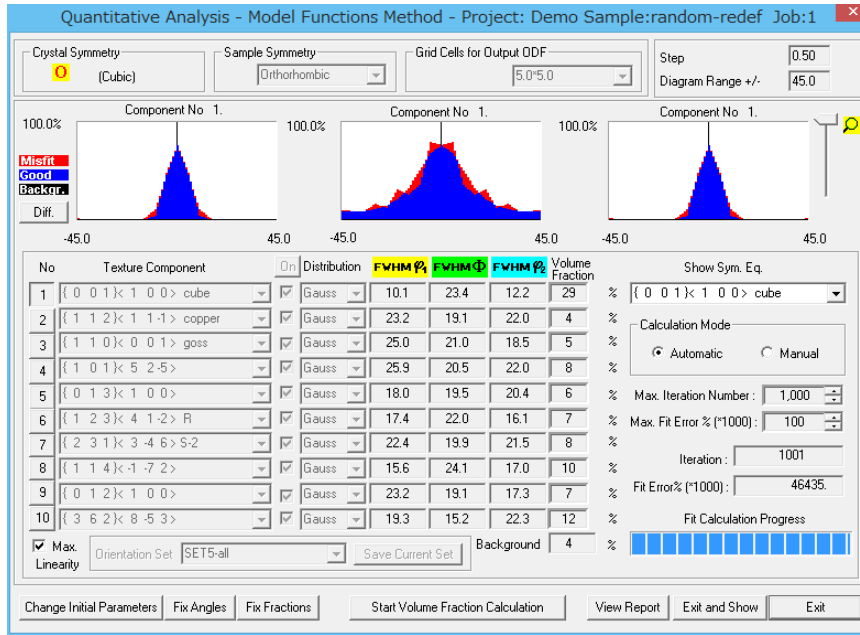 Quantitative Analysis - Model Functions Method - Project: Demo Sample:random-redef Job:1
Crystal Symmetry
O (Cubic)
Sample Symmetry
Orthorhombic
Grid Cells for Output ODF
5.0*5.0
Step 0.50
Diagram Range +/- 45.0
Component No 1. Component No 1. Component No 1.
100.0% 100.0% 100.0%
Misfit
Good
Backgr.
Diff.
-45.0 45.0 -45.0 45.0 -45.0 45.0
No Texture Component On Distribution FWHM φ1 FWHM Φ FWHM φ2 Volume Fraction
1 { 0 0 1}< 1 0 0> cube Gauss 10.1 23.4 12.2 29 %
2 { 1 1 2}< 1 1-1> copper Gauss 23.2 19.1 22.0 4 %
3 { 1 1 0}< 0 0 1> goss Gauss 25.0 21.0 18.5 5 %
4 { 1 0 1}< 5 2-5> Gauss 25.9 20.5 22.0 8 %
5 { 0 1 3}< 1 0 0> Gauss 18.0 19.5 20.4 6 %
6 { 1 2 3}< 4 1-2> R Gauss 17.4 22.0 16.1 7 %
7 { 2 3 1}< 3 -4 6> S-2 Gauss 22.4 19.9 21.5 8 %
8 { 1 1 4}<-1 -7 2> Gauss 15.6 24.1 17.0 10 %
9 { 0 1 2}< 1 0 0> Gauss 23.2 19.1 17.3 7 %
10 { 3 6 2}< 8 -5 3> Gauss 19.3 15.2 22.3 12 %
Max. Linearity
Orientation Set SET5-all Save Current Set
Background 4 %
Show Sym. Eq.
{ 0 0 1}< 1 0 0> cube
Calculation Mode
Automatic Manual
Max. Iteration Number : 1,000
Max. Fit Error % (*1000) : 100
Iteration : 1001
Fit Error% (*1000) : 46435.
Fit Calculation Progress
Change Initial Parameters Fix Angles Fix Fractions Start Volume Fraction Calculation View Report Exit and Show Exit